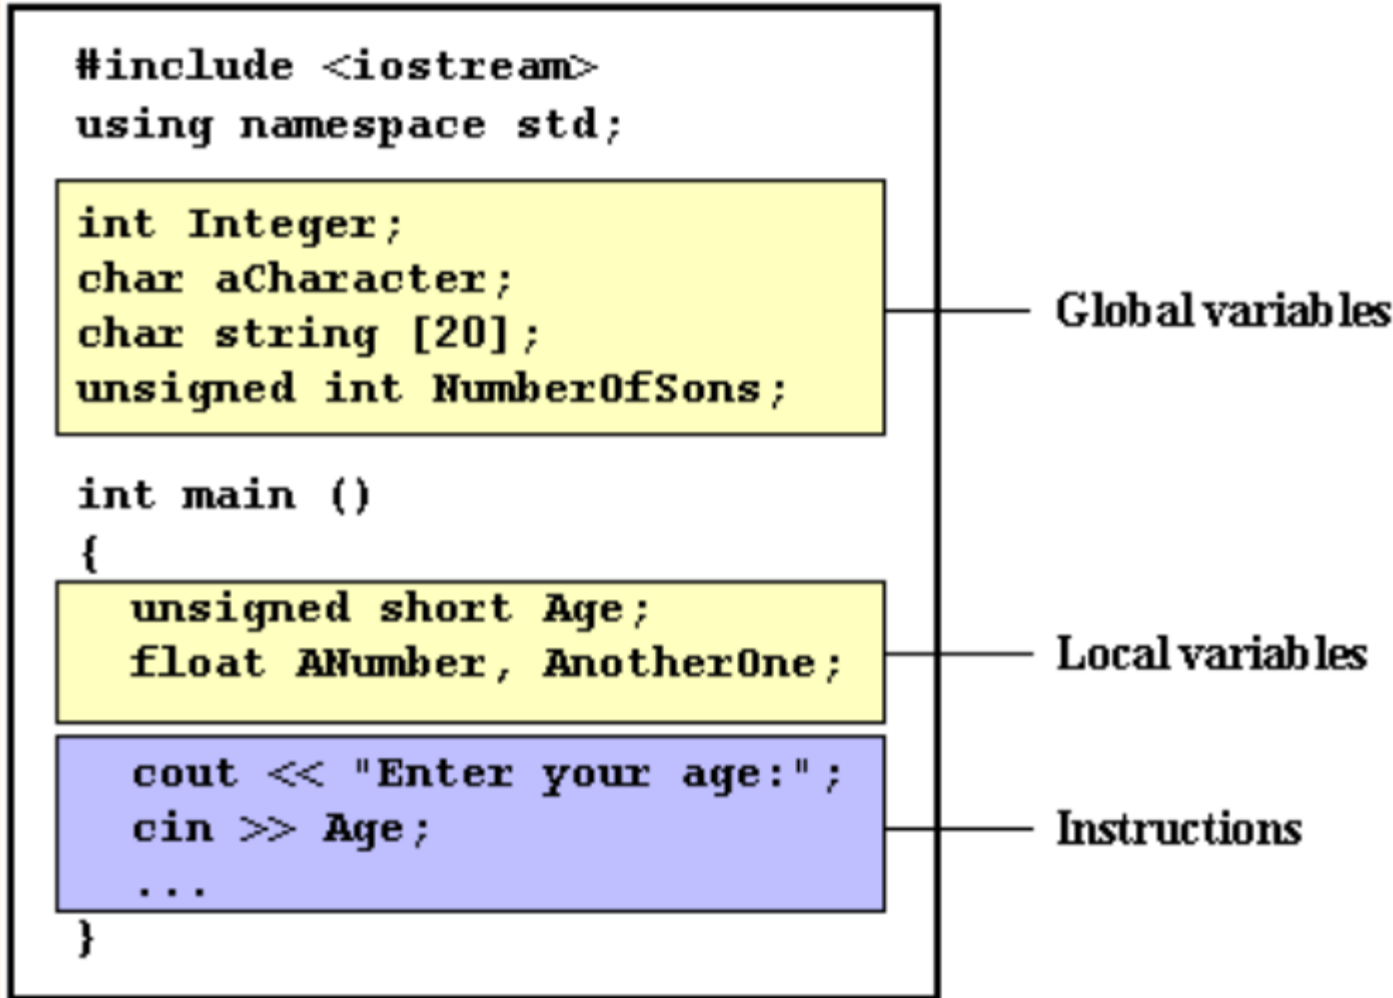 #include <iostream>
using namespace std;
int Integer;
char aCharacter;
char string [20];
unsigned int NumberOfSons;
Global variables
int main ()
{
unsigned short Age;
float ANumber, AnotherOne;
Local variables
cout << "Enter your age:";
cin >> Age;
...
Instructions
}